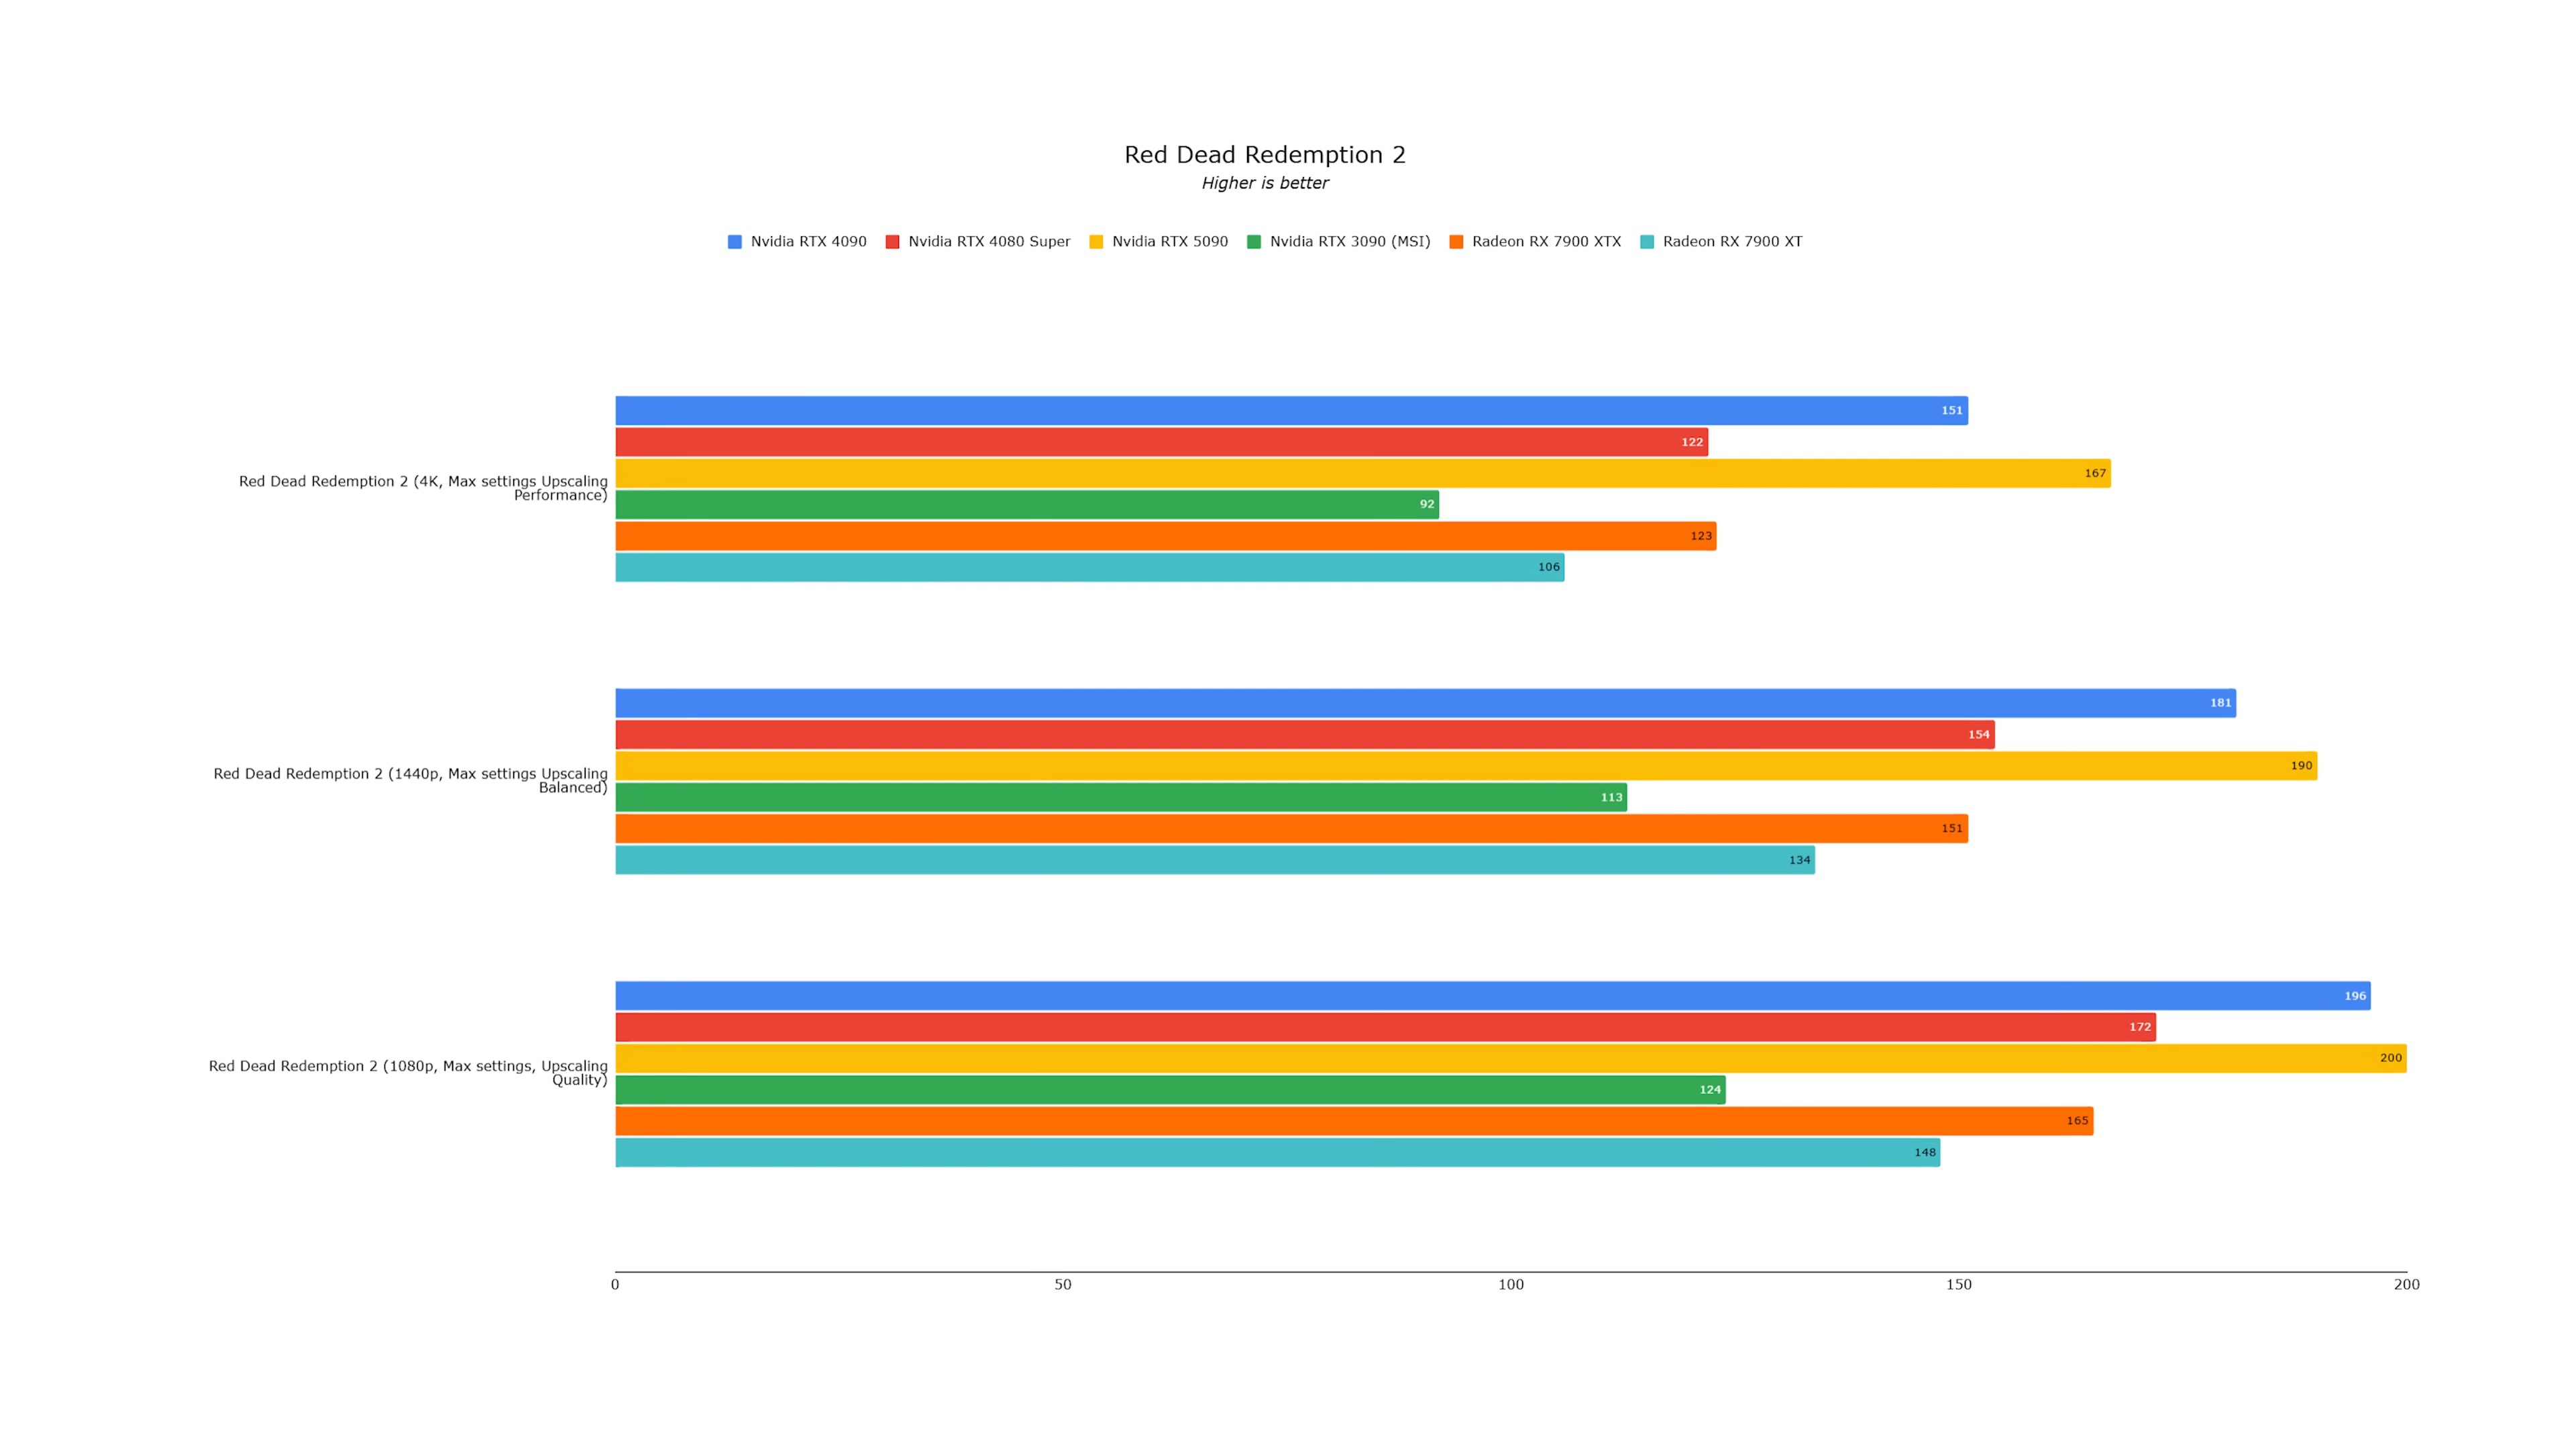 Red Dead Redemption 2
Higher is better
Nvidia RTX 4090 Nvidia RTX 4080 Super Nvidia RTX 5090 Nvidia RTX 3090 (MSI) Radeon RX 7900 XTX Radeon RX 7900 XT
151
122
Red Dead Redemption 2 (4K, Max settings Upscaling
Performance)
167
92
123
106
181
154
Red Dead Redemption 2 (1440p, Max settings Upscaling
Balanced)
190
113
151
134
196
172
Red Dead Redemption 2 (1080p, Max settings, Upscaling
Quality)
200
124
165
148
0 50 100 150 200